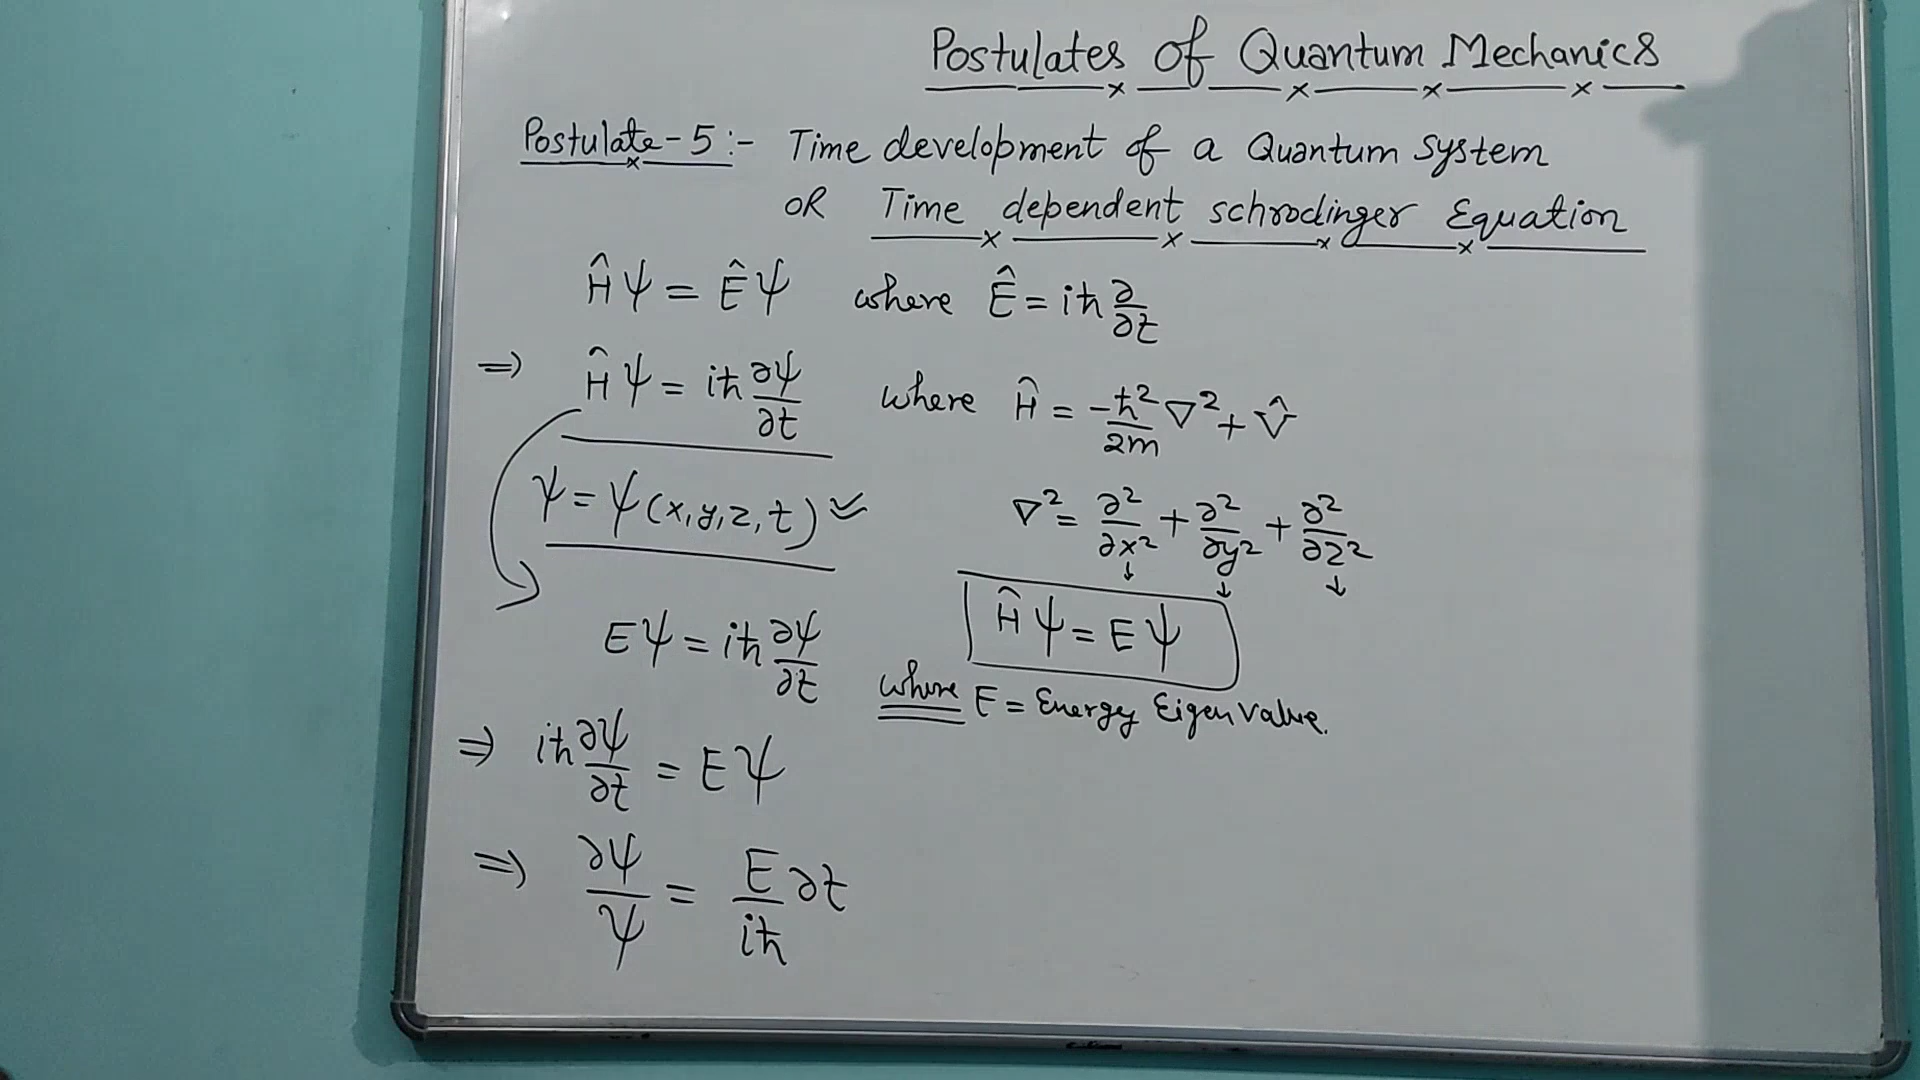 Postulates of Quantum Mechanics
Postulate-5:- Time development of a Quantum System
OR Time dependent schrodinger Equation
Ĥψ = Êψ where Ê = iħ ∂/∂t
⇒ Ĥψ = iħ ∂ψ/∂t where Ĥ = -ħ²/2m ∇² + V̂
ψ = ψ(x,y,z,t)
∇² = ∂²/∂x² + ∂²/∂y² + ∂²/∂z²
Eψ = iħ ∂ψ/∂t
Ĥψ = Eψ
where E = Energy Eigen Value.
⇒ iħ ∂ψ/∂t = Eψ
⇒ ∂ψ/ψ = E/iħ ∂t